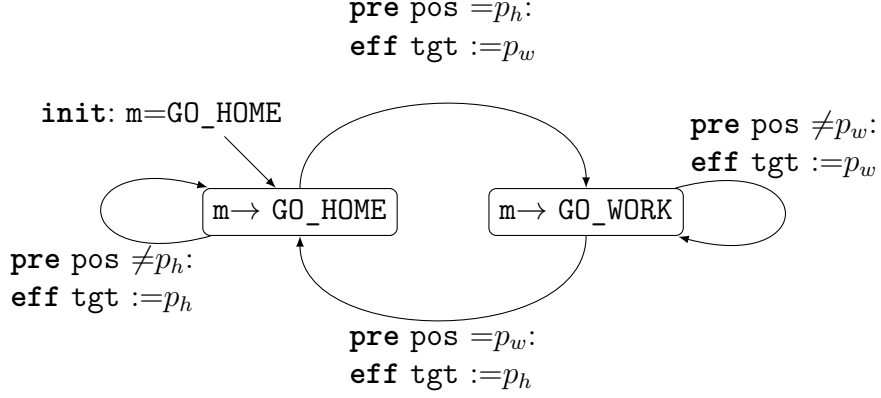 pre pos =p_h:
eff tgt :=p_w
init: m=GO_HOME
pre pos ≠p_w:
eff tgt :=p_w
m→ GO_HOME
m→ GO_WORK
pre pos ≠p_h:
eff tgt :=p_h
pre pos =p_w:
eff tgt :=p_h